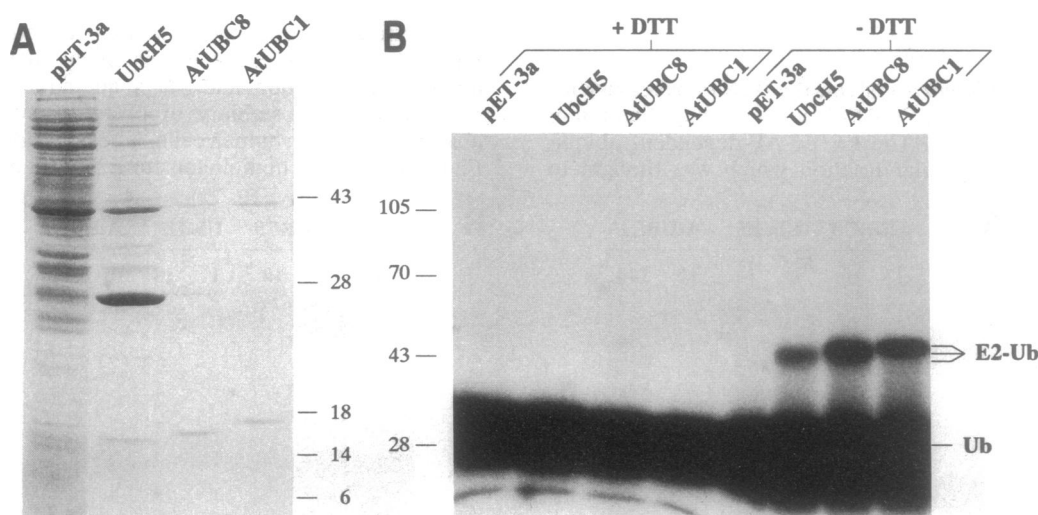 A
pET-3a
UbcH5
AtUBC8
AtUBC1
43
28
18
14
6
B
+ DTT
- DTT
pET-3a
UbcH5
AtUBC8
AtUBC1
pET-3a
UbcH5
AtUBC8
AtUBC1
105
70
43
28
E2-Ub
Ub